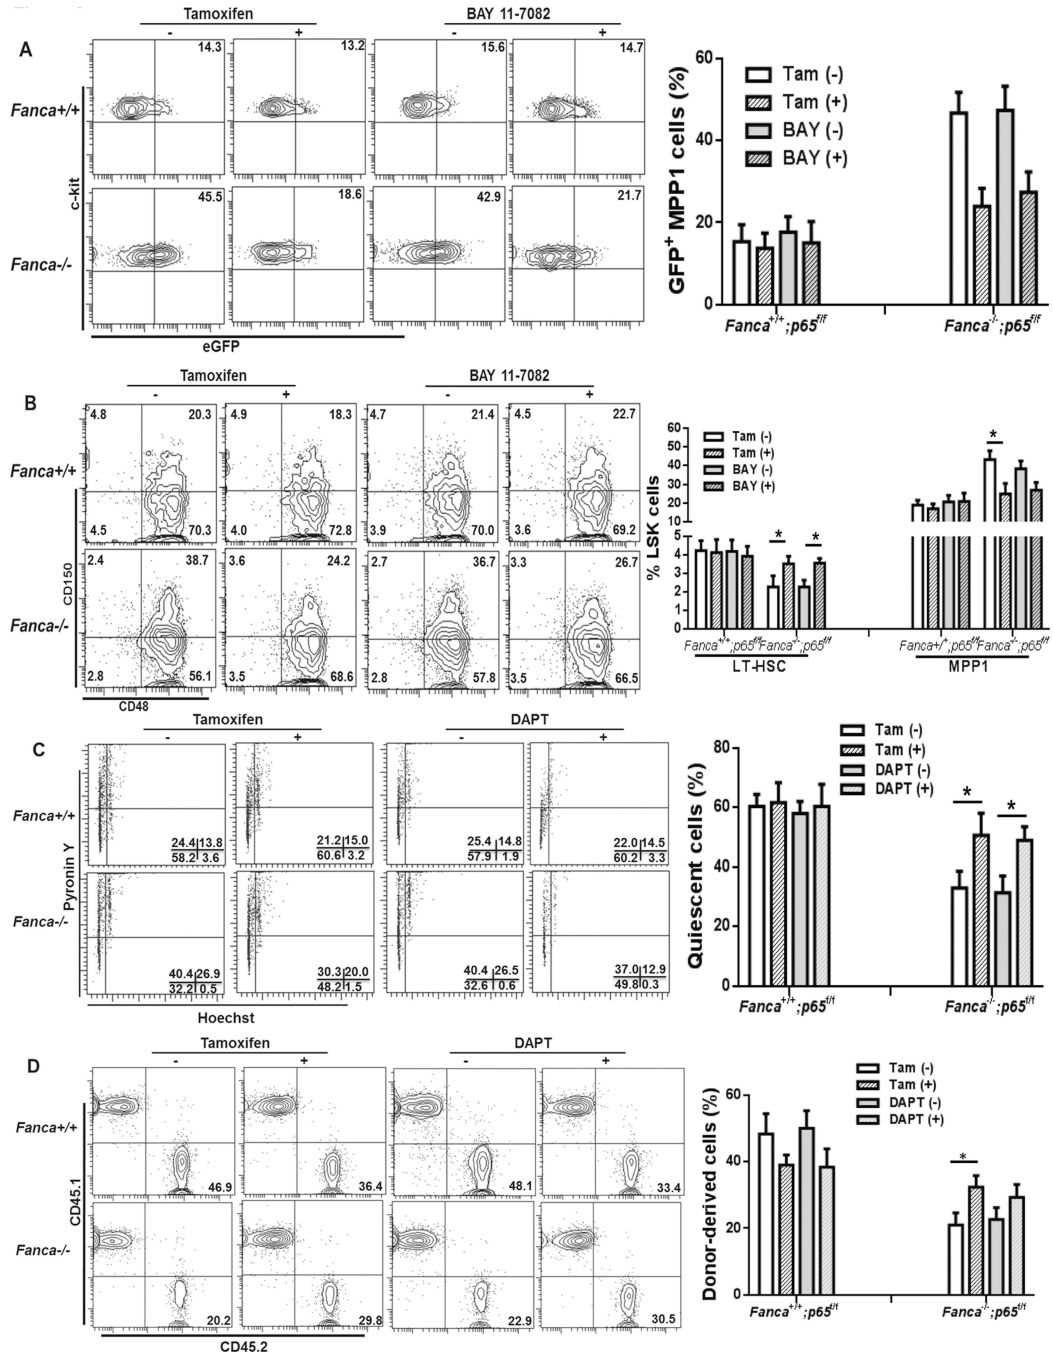 Tamoxifen BAY 11-7082
A - + - +
14.3 13.2 15.6 14.7
Fanca+/+
45.5 18.6 42.9 21.7
Fanca-/-
c-kit
eGFP
GFP+ MPP1 cells (%)
60
40
20
0
Tam (-)
Tam (+)
BAY (-)
BAY (+)
Fanca+/+;p65f/f Fanca-/-;p65f/f
Tamoxifen BAY 11-7082
B - + - +
4.8 20.3 4.9 18.3 4.7 21.4 4.5 22.7
Fanca+/+
4.5 70.3 4.0 72.8 3.9 70.0 3.6 69.2
2.4 38.7 3.6 24.2 2.7 36.7 3.3 26.7
Fanca-/-
2.8 56.1 3.5 68.6 2.8 57.8 3.5 66.5
CD150
CD48
% LSK cells
60
50
40
30
20
10
5
4
3
2
1
0
Tam (-)
Tam (+)
BAY (-)
BAY (+)
* * *
Fanca+/+;p65f/f Fanca-/-;p65f/f Fanca+/+;p65f/f Fanca-/-;p65f/f
LT-HSC MPP1
Tamoxifen DAPT
C - + - +
Fanca+/+
24.4 13.8 21.2 15.0 25.4 14.8 22.0 14.5
58.2 3.6 60.6 3.2 57.9 1.9 60.2 3.3
Fanca-/-
40.4 26.9 30.3 20.0 40.4 26.5 37.0 12.9
32.2 0.5 48.2 1.5 32.6 0.6 49.8 0.3
Pyronin Y
Hoechst
Quiescent cells (%)
80
60
40
20
0
Tam (-)
Tam (+)
DAPT (-)
DAPT (+)
* *
Fanca+/+;p65f/f Fanca-/-;p65f/f
Tamoxifen DAPT
D - + - +
Fanca+/+
46.9 36.4 48.1 33.4
Fanca-/-
20.2 29.8 22.9 30.5
CD45.1
CD45.2
Donor-derived cells (%)
60
40
20
0
Tam (-)
Tam (+)
DAPT (-)
DAPT (+)
*
Fanca+/+;p65f/f Fanca-/-;p65f/f